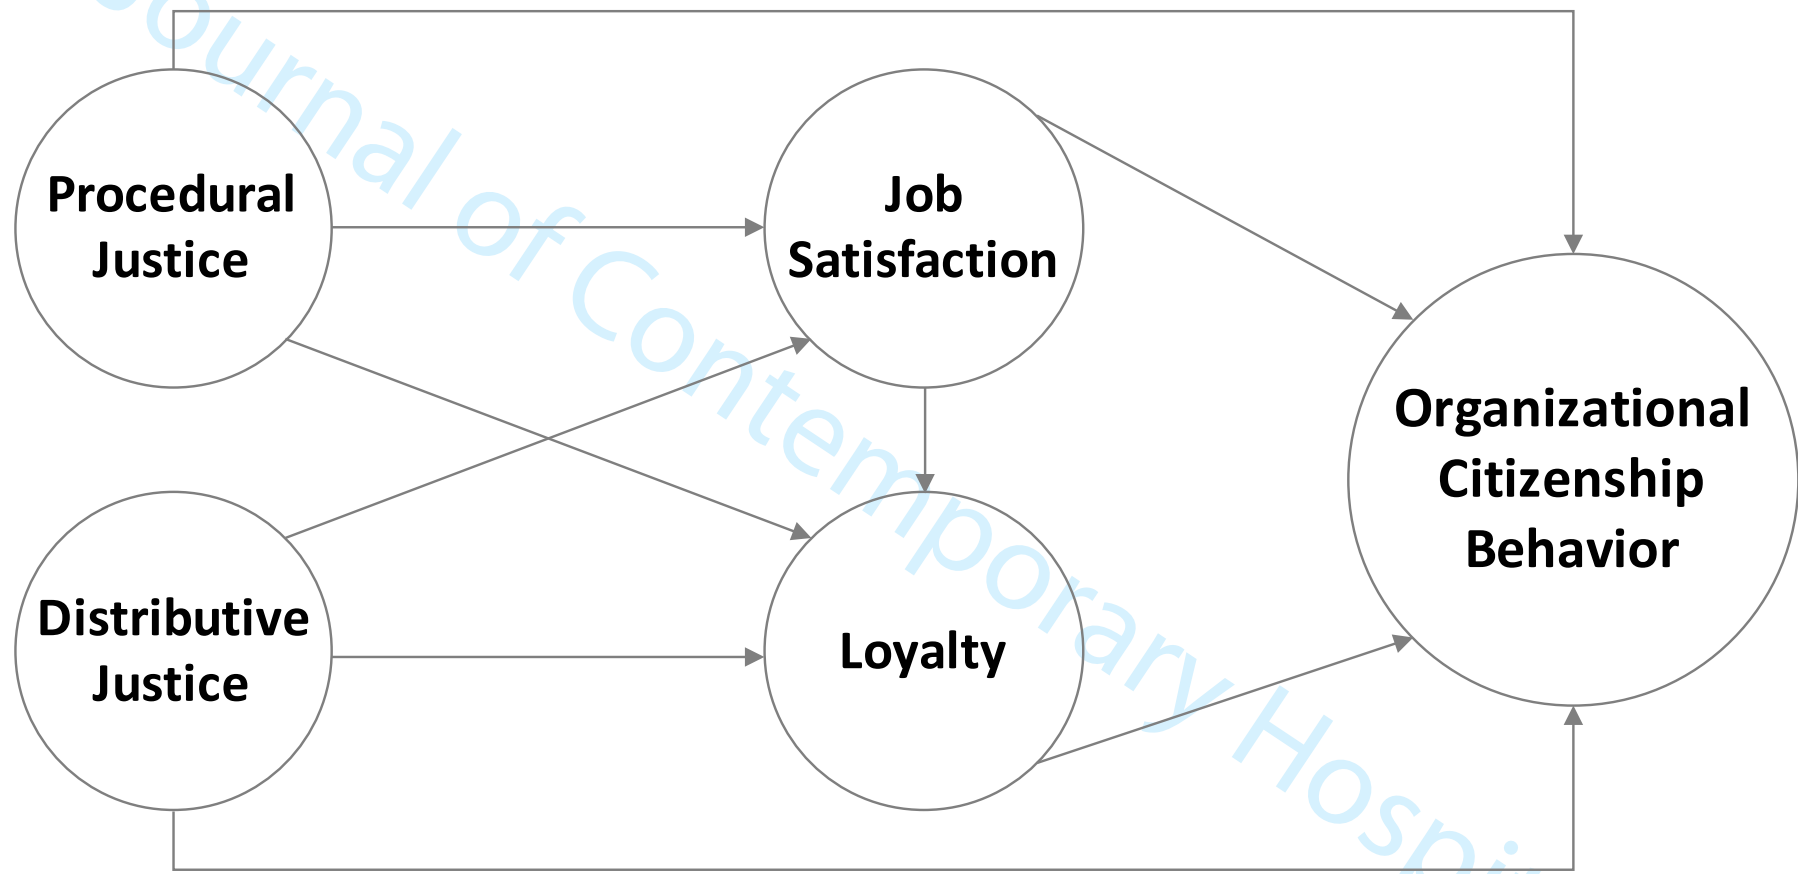 Journal of Contemporary Hospi
Procedural
Justice
Job
Satisfaction
Organizational
Citizenship
Behavior
Distributive
Justice
Loyalty